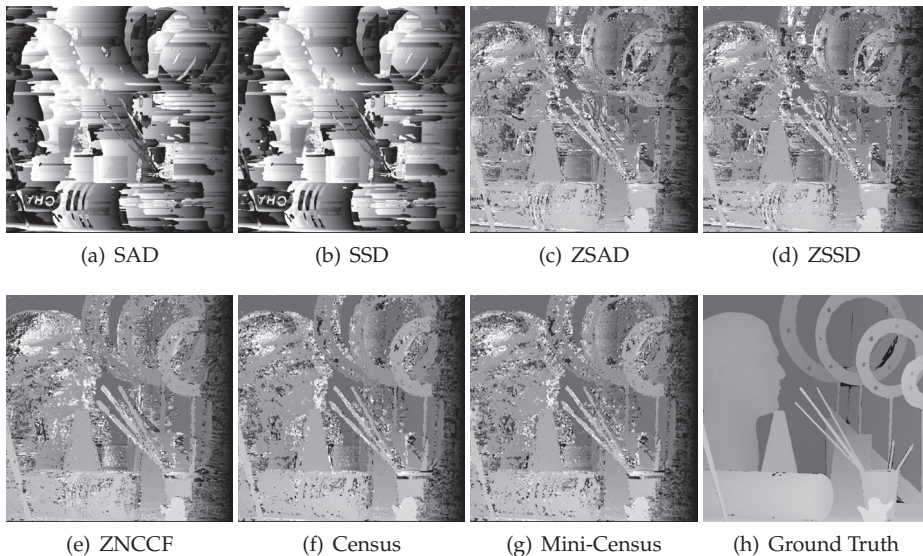 (a) SAD
(b) SSD
(c) ZSAD
(d) ZSSD
(e) ZNCCF
(f) Census
(g) Mini-Census
(h) Ground Truth